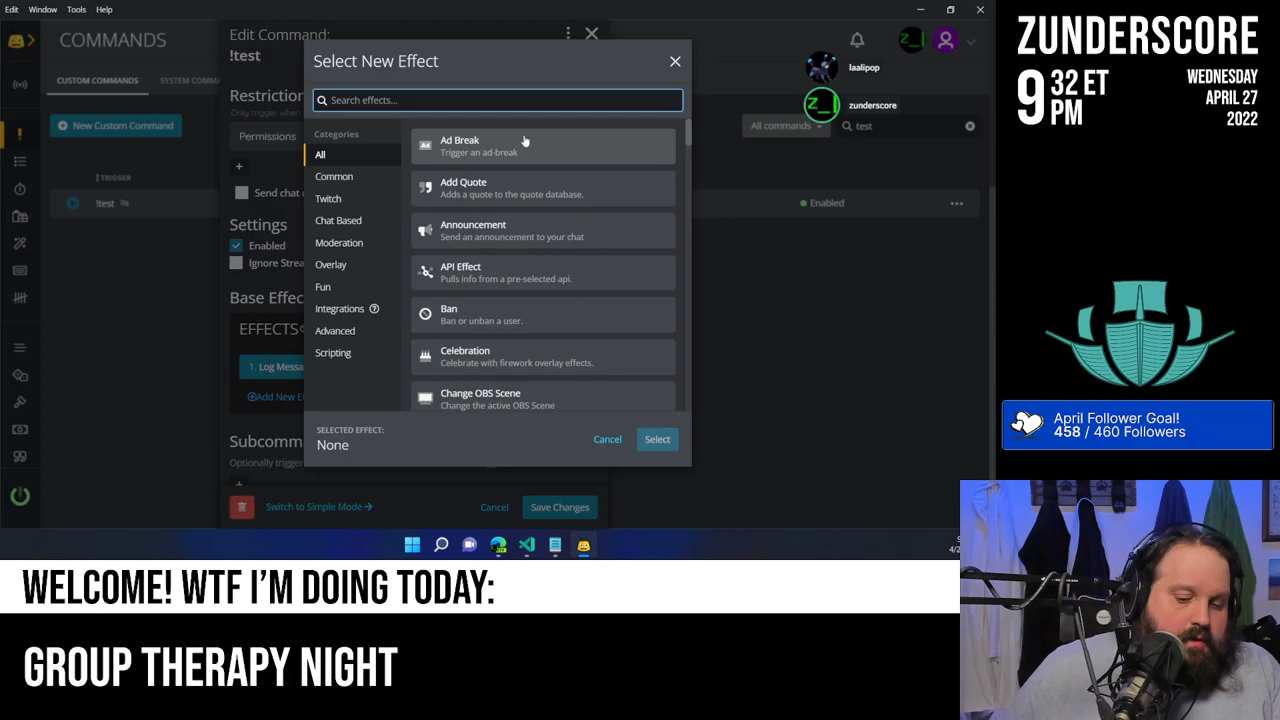 Edit Window Tools Help
COMMANDS
CUSTOM COMMANDS SYSTEM COMMA
New Custom Command
TRIGGER
!test
Edit Command:
!test
Restriction
Only trigger when
Permissions
Send chat
Settings
Enabled
Ignore Strea
Base Effec
EFFECTS
1. Log Messa
Add New Ef
Subcomm
Optionally trigger
Switch to Simple Mode
Cancel
Save Changes
Select New Effect
Search effects...
Categories
All
Common
Twitch
Chat Based
Moderation
Overlay
Fun
Integrations
Advanced
Scripting
Ad Break
Trigger an ad-break
Add Quote
Adds a quote to the quote database.
Announcement
Send an announcement to your chat
API Effect
Pulls info from a pre-selected api.
Ban
Ban or unban a user.
Celebration
Celebrate with firework overlay effects.
Change OBS Scene
Change the active OBS Scene
SELECTED EFFECT:
None
Cancel
Select
All commands
test
Enabled
laalipop
z_|
zunderscore
ZUNDERSCORE
9 32 ET
PM
WEDNESDAY
APRIL 27
2022
April Follower Goal!
458 / 460 Followers
WELCOME! WTF I'M DOING TODAY:
GROUP THERAPY NIGHT